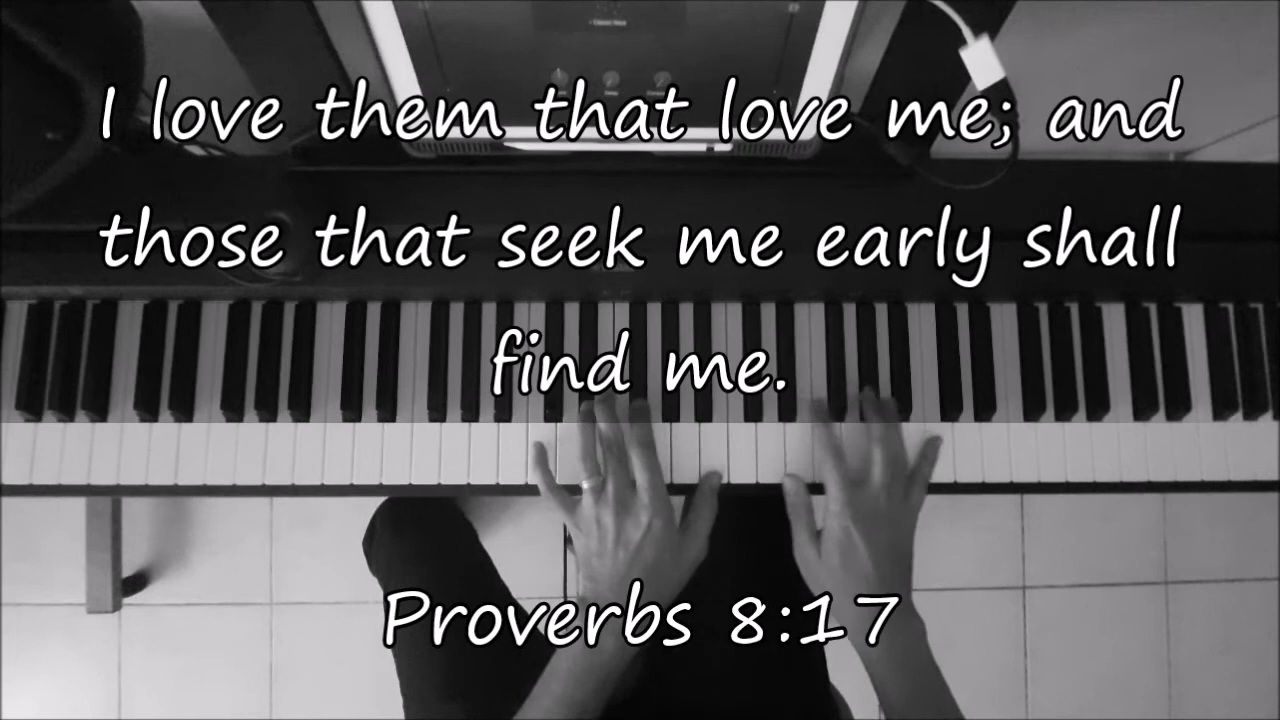 I love them that love me; and
those that seek me early shall
find me.
Proverbs 8:17